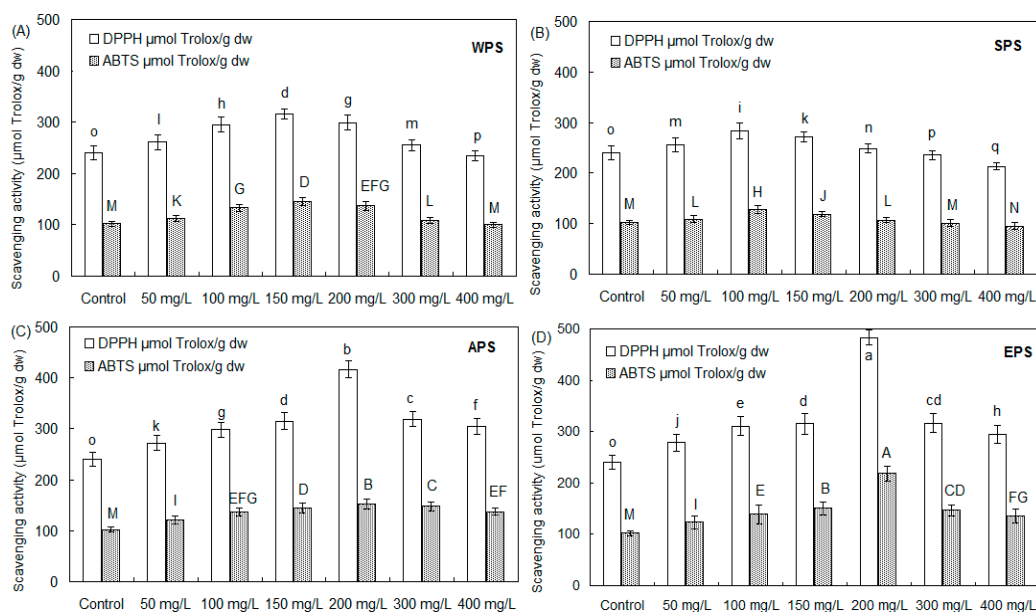 (A)
500
400
300
200
100
0
Scavenging activity (µmol Trolox/g dw)
DPPH µmol Trolox/g dw
ABTS µmol Trolox/g dw
WPS
o l h d g m p
M K G D EFG L M
Control 50 mg/L 100 mg/L 150 mg/L 200 mg/L 300 mg/L 400 mg/L
(B)
500
400
300
200
100
0
Scavenging activity (µmol Trolox/g dw)
DPPH µmol Trolox/g dw
ABTS µmol Trolox/g dw
SPS
o m i k n p q
M L H J L M N
Control 50 mg/L 100 mg/L 150 mg/L 200 mg/L 300 mg/L 400 mg/L
(C)
500
400
300
200
100
0
Scavenging activity (µmol Trolox/g dw)
DPPH µmol Trolox/g dw
ABTS µmol Trolox/g dw
APS
o k g d b c f
M I EFG D B C EF
Control 50 mg/L 100 mg/L 150 mg/L 200 mg/L 300 mg/L 400 mg/L
(D)
500
400
300
200
100
0
Scavenging activity (umol Trolox/g dw)
DPPH µmol Trolox/g dw
ABTS µmol Trolox/g dw
EPS
o j e d a cd h
M I E B A CD FG
Control 50 mg/L 100 mg/L 150 mg/L 200 mg/L 300 mg/L 400 mg/L